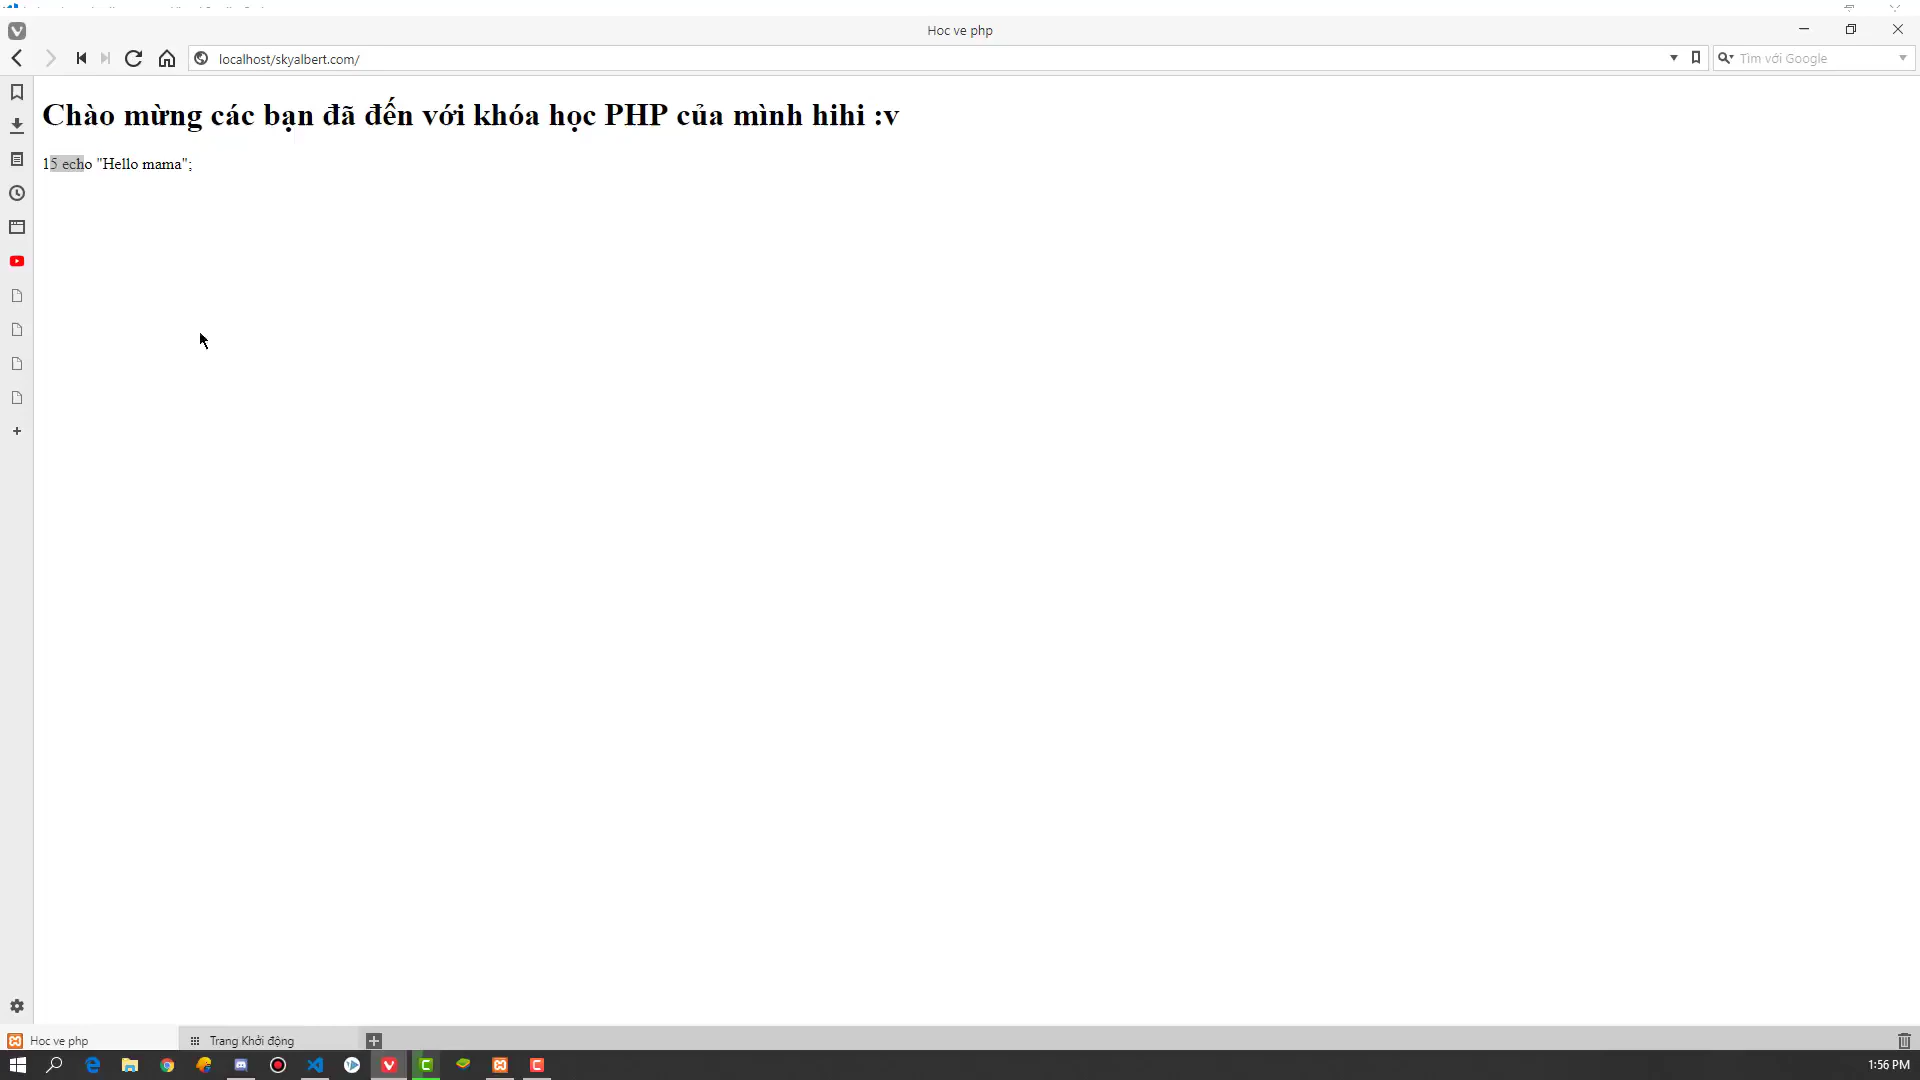 Hoc ve php
localhost/skyalbert.com/
Tìm với Google
Chào mừng các bạn đã đến với khóa học PHP của mình hihi :v
15 echo "Hello mama";
Hoc ve php
Trang Khởi động
1:56 PM